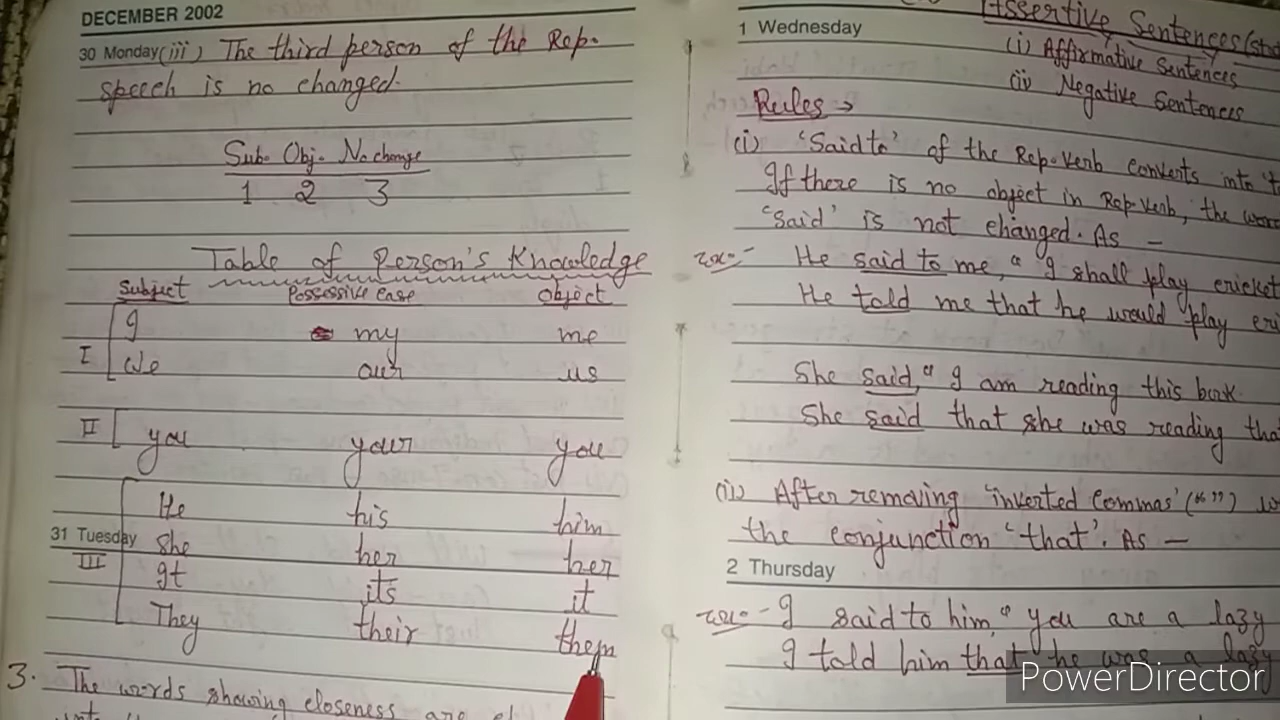 DECEMBER 2002
30 Monday (iii) The third person of the Rep.
speech is no changed.
Sub. Obj. No change
1 2 3
Table of Person's Knowledge
Subject Possessive Case Object
I my me
I We our us
II you your you
He his him
31 Tuesday
She her her
III It its it
They their them
3. The words showing closeness are
Assertive Sentences
1 Wednesday
(i) Affirmative Sentences
(ii) Negative Sentences
Rules →
(i) 'Said to' of the Rep. verb converts into
If there is no object in Rep. verb, the
'Said' is not changed. As —
He said to me, "I shall play cricket
He told me that he would play
She said, "I am reading this book.
She said that she was reading
(ii) After removing 'inverted commas' (“ ”)
the conjunction 'that'. As —
2 Thursday
I said to him, "you are a lazy
I told him that he was a lazy
PowerDirector